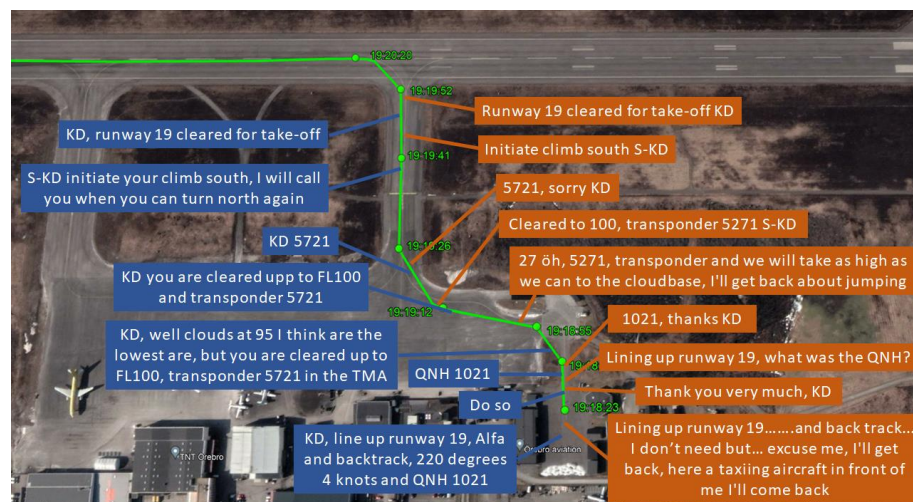 19:20:28
19:19:52
Runway 19 cleared for take-off KD
KD, runway 19 cleared for take-off
Initiate climb south S-KD
19-19:41
S-KD initiate your climb south, I will call
you when you can turn north again
5721, sorry KD
Cleared to 100, transponder 5271 S-KD
KD 5721
KD you are cleared upp to FL100
and transponder 5721
27 öh, 5271, transponder and we will take as high as
we can to the cloudbase, I'll get back about jumping
19:19:12
19:18:55
KD, well clouds at 95 I think are the
lowest are, but you are cleared up to
FL100, transponder 5721 in the TMA
1021, thanks KD
Lining up runway 19, what was the QNH?
QNH 1021
Thank you very much, KD
Do so
19-18:23
KD, line up runway 19, Alfa
and backtrack, 220 degrees
4 knots and QNH 1021
Lining up runway 19.......and back track...
I don't need but... excuse me, I'll get
back, here a taxiing aircraft in front of
me I'll come back
TNT Örebro
aviation